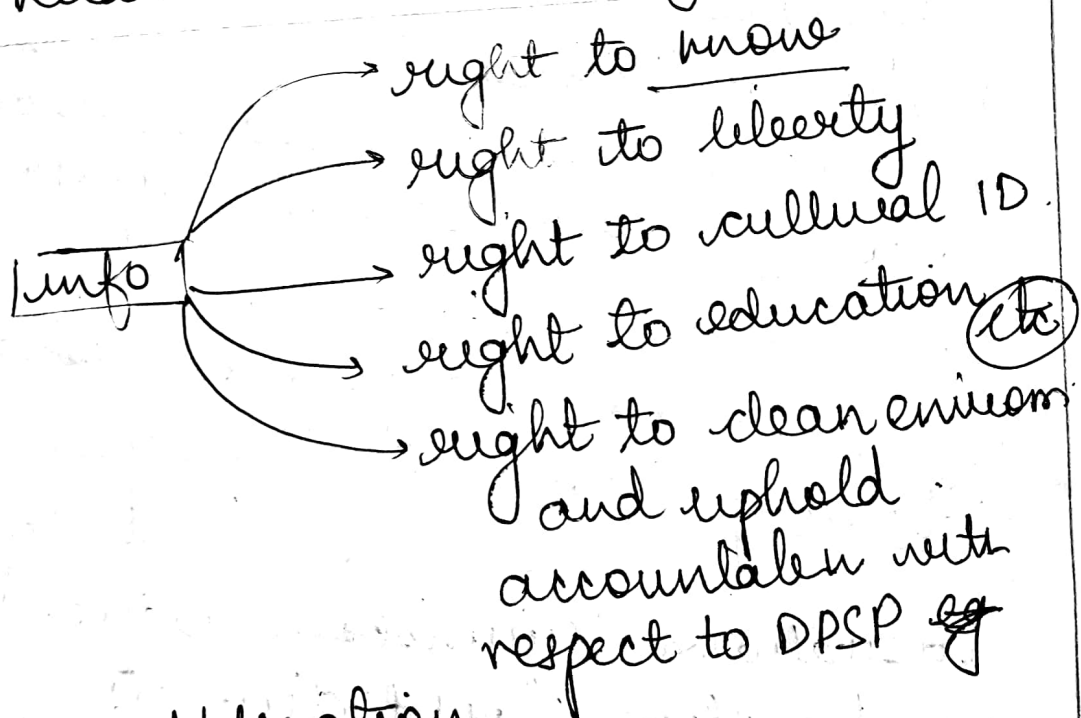 right to know
right to liberty
right to cultural ID.
info
right to education etc
right to clean environ
and uphold
accountaben with
respect to DPSP